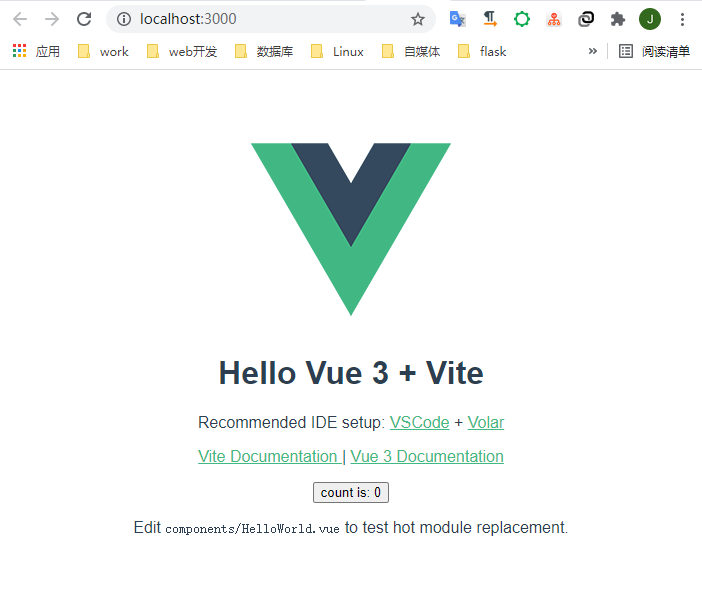 localhost:3000
J
应用 work web开发 数据库 Linux 自媒体 flask » 阅读清单
Hello Vue 3 + Vite
Recommended IDE setup: VSCode + Volar
Vite Documentation | Vue 3 Documentation
count is: 0
Edit components/HelloWorld.vue to test hot module replacement.